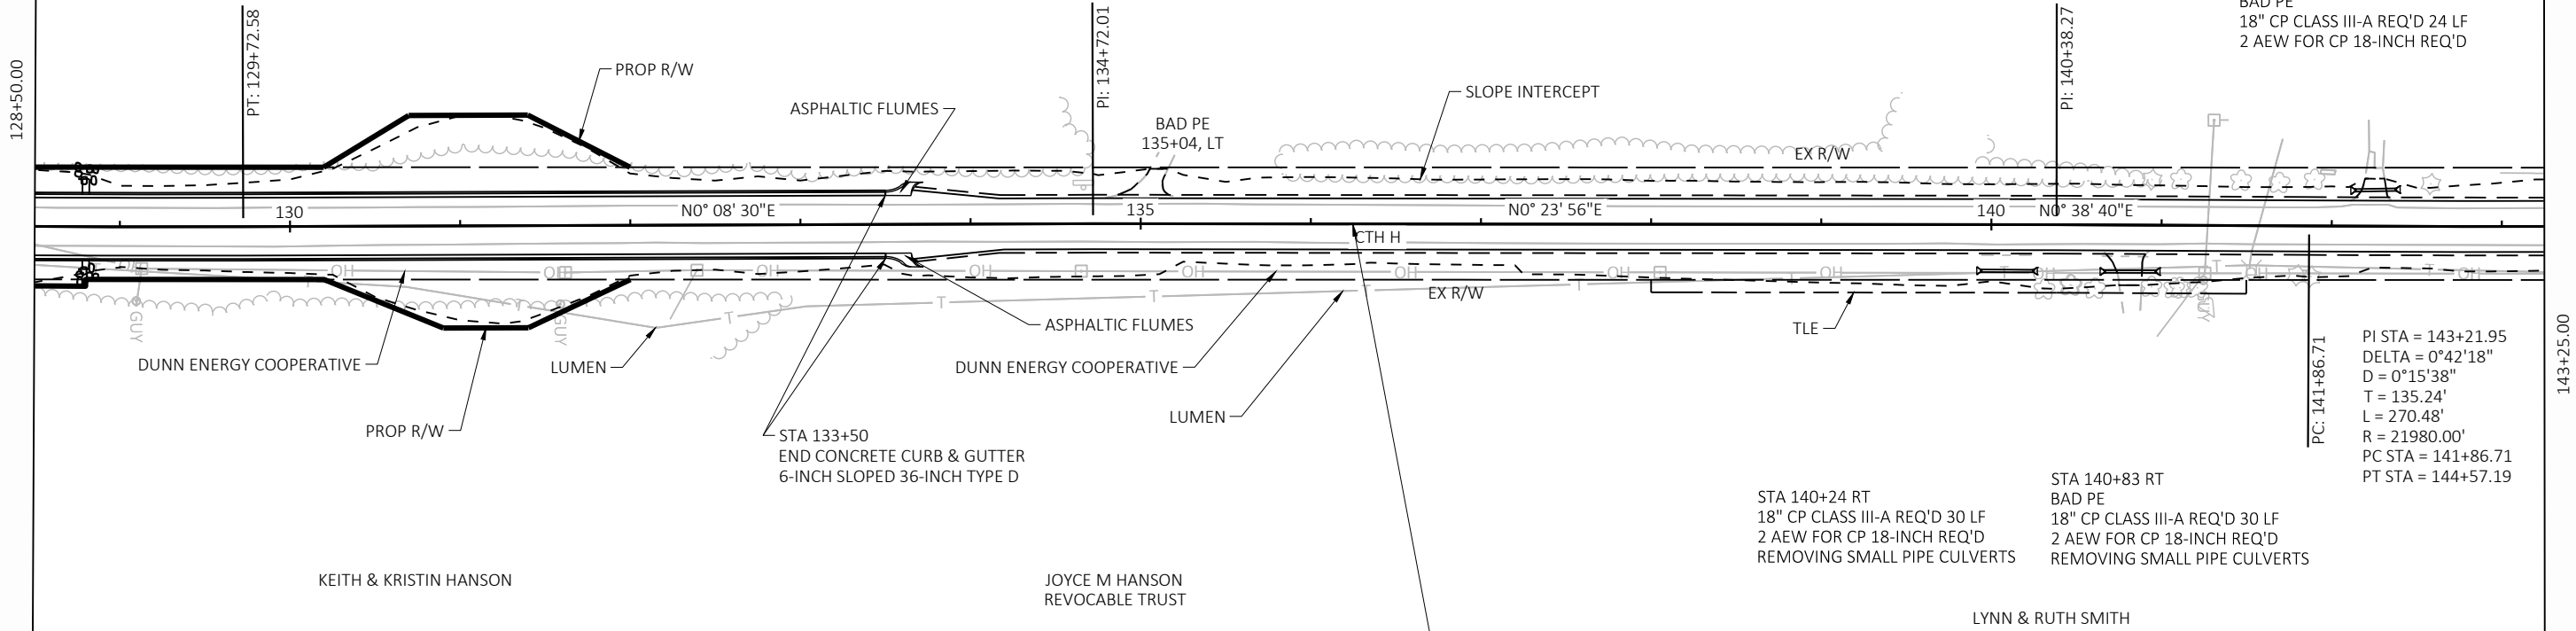 BAD PE
18" CP CLASS III-A REQ'D 24 LF
2 AEW FOR CP 18-INCH REQ'D
128+50.00
PT: 129+72.58
PROP R/W
ASPHALTIC FLUMES
PI: 134+72.01
BAD PE
135+04, LT
SLOPE INTERCEPT
EX R/W
PI: 140+38.27
130
N0° 08' 30"E
135
N0° 23' 56"E
140
N0° 38' 40"E
CTH H
OH
OH
OH
OH
OH
OH
OH
OH
OH
OH
OH
OH
T
T
T
T
T
T
T
T
T
T
EX R/W
GUY
GUY
GUY
ASPHALTIC FLUMES
TLE
DUNN ENERGY COOPERATIVE
LUMEN
DUNN ENERGY COOPERATIVE
LUMEN
PROP R/W
STA 133+50
END CONCRETE CURB & GUTTER
6-INCH SLOPED 36-INCH TYPE D
PC: 141+86.71
PI STA = 143+21.95
DELTA = 0°42'18"
D = 0°15'38"
T = 135.24'
L = 270.48'
R = 21980.00'
PC STA = 141+86.71
PT STA = 144+57.19
143+25.00
STA 140+24 RT
18" CP CLASS III-A REQ'D 30 LF
2 AEW FOR CP 18-INCH REQ'D
REMOVING SMALL PIPE CULVERTS
STA 140+83 RT
BAD PE
18" CP CLASS III-A REQ'D 30 LF
2 AEW FOR CP 18-INCH REQ'D
REMOVING SMALL PIPE CULVERTS
KEITH & KRISTIN HANSON
JOYCE M HANSON
REVOCABLE TRUST
LYNN & RUTH SMITH